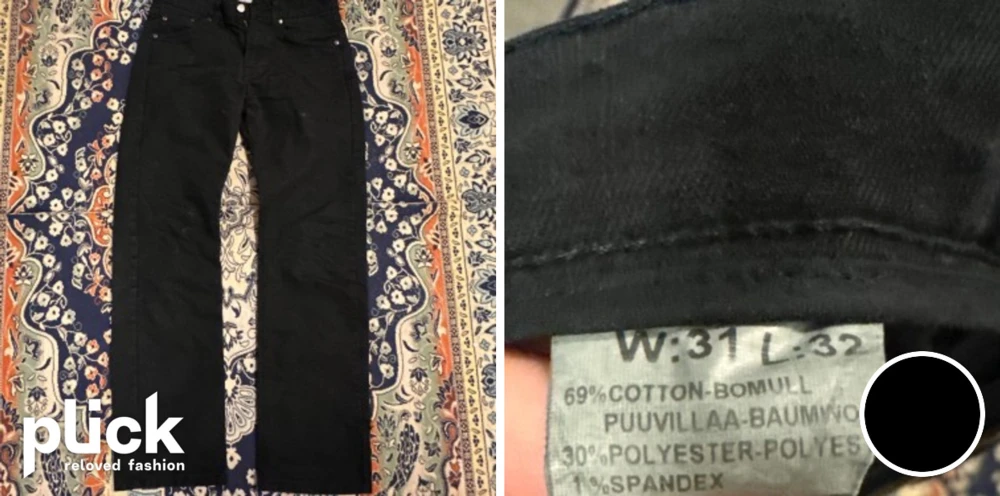 plick
reloved fashion
W:31 L:32
69%COTTON-BOMULL
PUUVILLAA-BAUMWO
30%POLYESTER-POLYES
1%SPANDEX